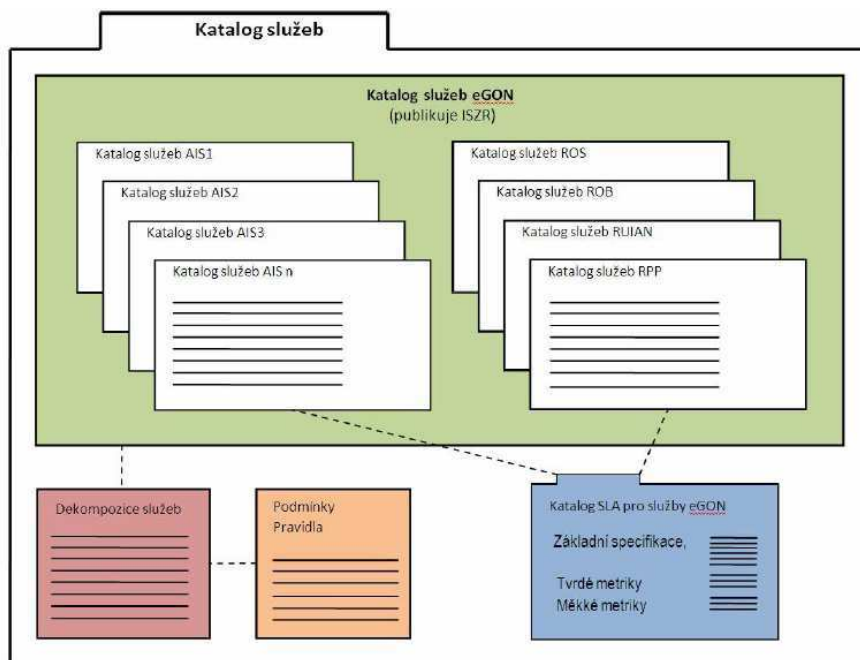 Katalog služeb
Katalog služeb eGON
(publikuje ISZR)
Katalog služeb AIS1
Katalog služeb AIS2
Katalog služeb AIS3
Katalog služeb AIS n
Katalog služeb ROS
Katalog služeb ROB
Katalog služeb RUIAN
Katalog služeb RPP
Dekompozice služeb
Podmínky
Pravidla
Katalog SLA pro služby eGON
Základní specifikace,
Tvrdé metriky
Měkké metriky